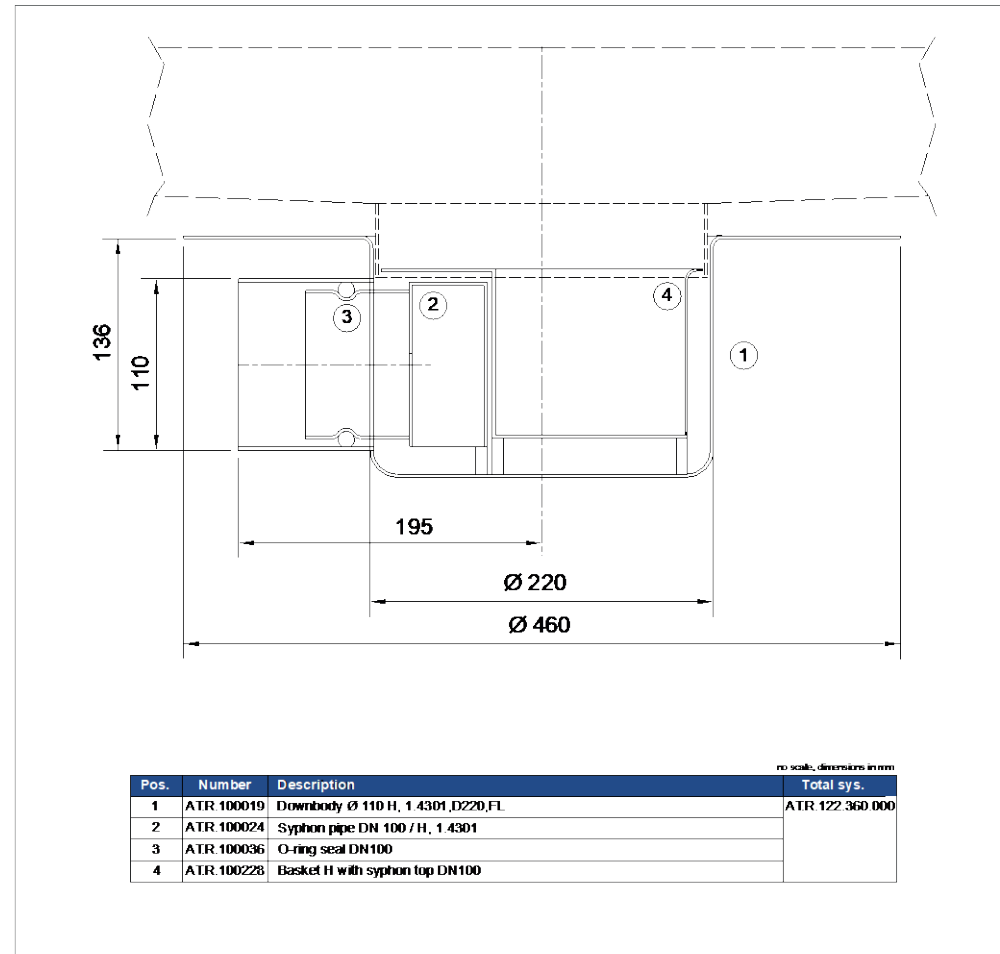 2
4
3
1
136
110
195
Ø 220
Ø 460
no scale, dimensions in mm
Pos. Number Description Total sys.
1 ATR.100019 Downbody Ø 110 H, 1.4301,D220,FL ATR.122.360.000
2 ATR.100024 Syphon pipe DN 100 / H, 1.4301
3 ATR.100036 O-ring seal DN100
4 ATR.100228 Basket H with syphon top DN100